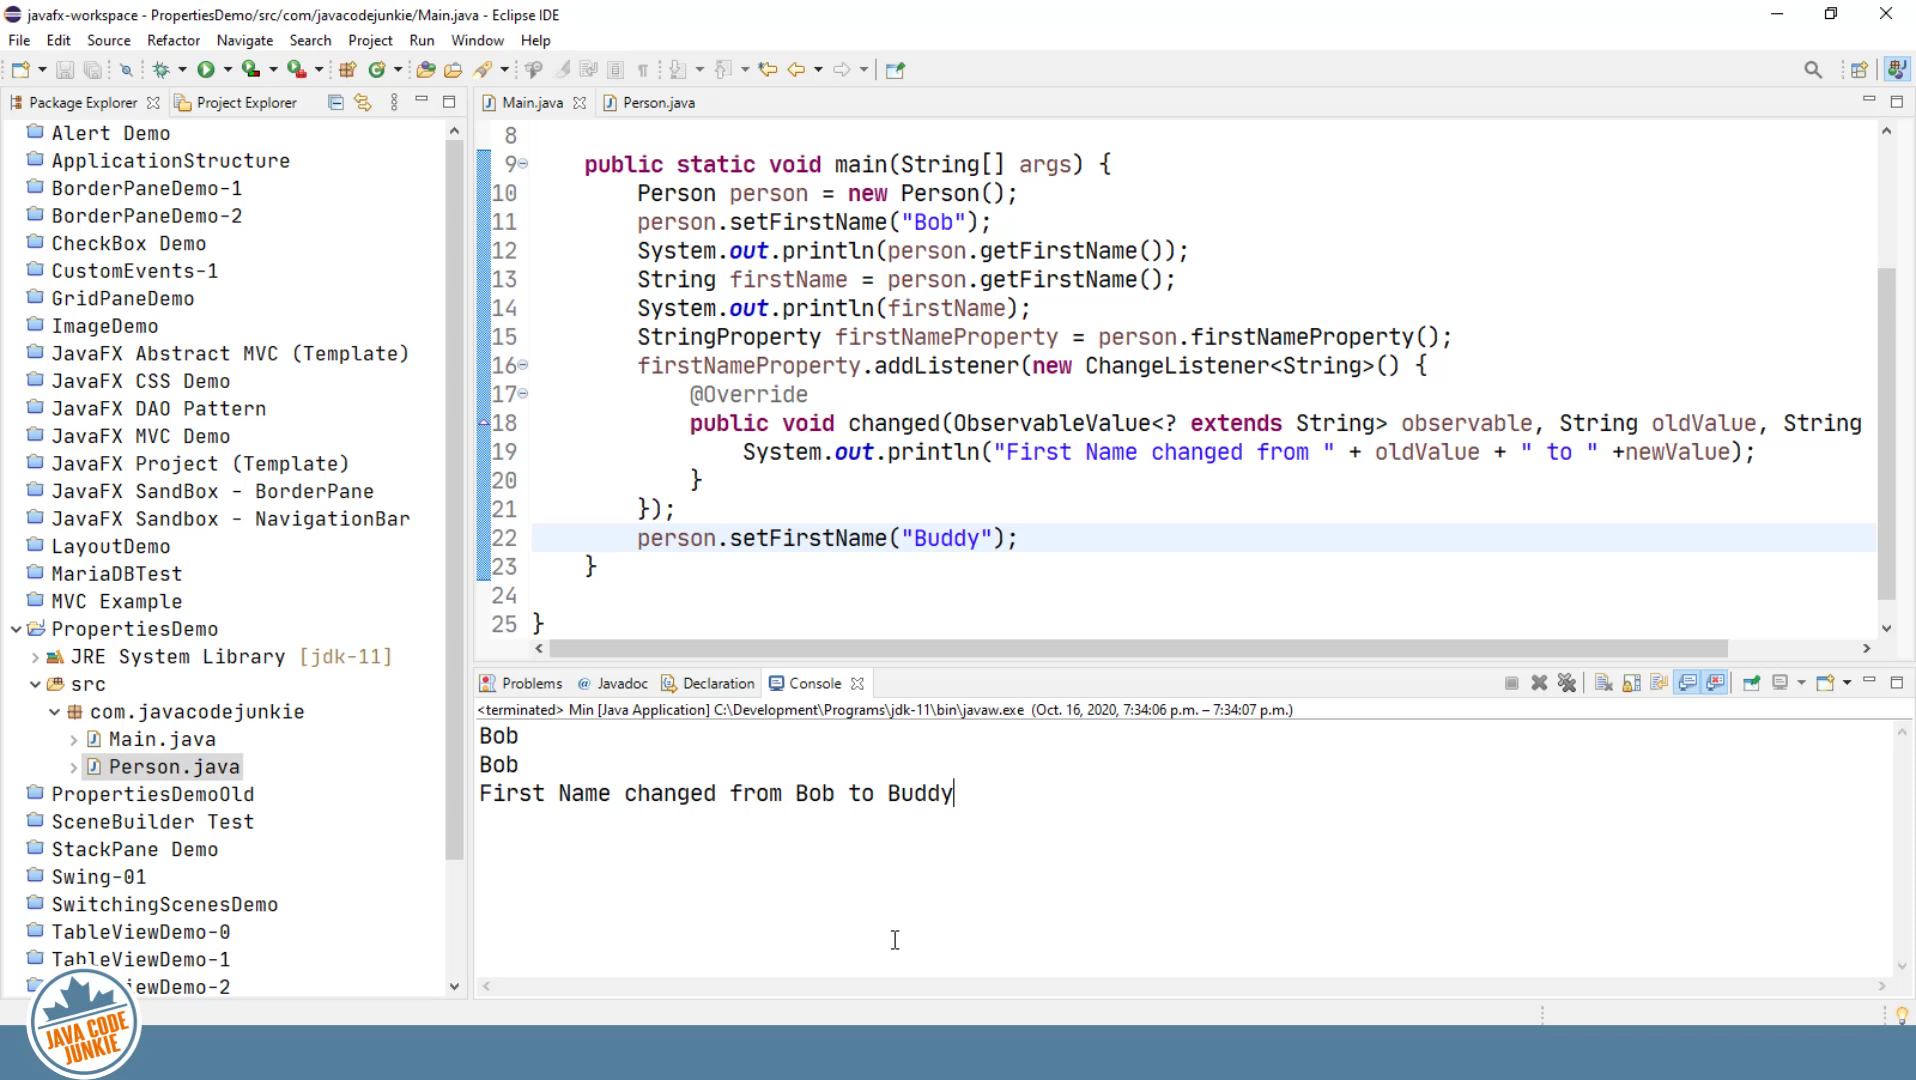 javafx-workspace - PropertiesDemo/src/com/javacodejunkie/Main.java - Eclipse IDE
File Edit Source Refactor Navigate Search Project Run Window Help
Package Explorer Project Explorer
Alert Demo
ApplicationStructure
BorderPaneDemo-1
BorderPaneDemo-2
CheckBox Demo
CustomEvents-1
GridPaneDemo
ImageDemo
JavaFX Abstract MVC (Template)
JavaFX CSS Demo
JavaFX DAO Pattern
JavaFX MVC Demo
JavaFX Project (Template)
JavaFX SandBox - BorderPane
JavaFX Sandbox - NavigationBar
LayoutDemo
MariaDBTest
MVC Example
PropertiesDemo
JRE System Library [jdk-11]
src
com.javacodejunkie
Main.java
Person.java
PropertiesDemoOld
SceneBuilder Test
StackPane Demo
Swing-01
SwitchingScenesDemo
TableViewDemo-0
TableViewDemo-1
iewDemo-2
Main.java Person.java
8
9 public static void main(String[] args) {
10 Person person = new Person();
11 person.setFirstName("Bob");
12 System.out.println(person.getFirstName());
13 String firstName = person.getFirstName();
14 System.out.println(firstName);
15 StringProperty firstNameProperty = person.firstNameProperty();
16 firstNameProperty.addListener(new ChangeListener<String>() {
17 @Override
18 public void changed(ObservableValue<? extends String> observable, String oldValue, String
19 System.out.println("First Name changed from " + oldValue + " to " +newValue);
20 }
21 });
22 person.setFirstName("Buddy");
23 }
24
25 }
Problems @ Javadoc Declaration Console
<terminated> Min [Java Application] C:\Development\Programs\jdk-11\bin\javaw.exe (Oct. 16, 2020, 7:34:06 p.m. – 7:34:07 p.m.)
Bob
Bob
First Name changed from Bob to Buddy
JAVA CODE
JUNKIE